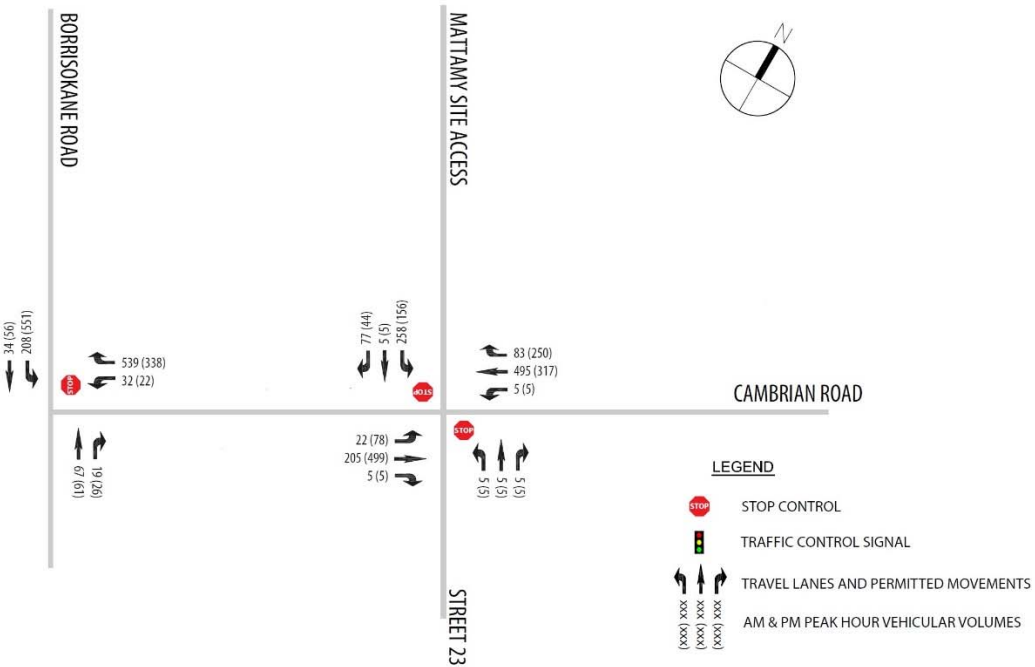 BORRISOKANE ROAD
MATTAMY SITE ACCESS
N
34 (56)
208 (551)
539 (338)
32 (22)
STOP
67 (61)
19 (26)
77 (44)
5 (5)
258 (156)
STOP
83 (250)
495 (317)
5 (5)
CAMBRIAN ROAD
22 (78)
205 (499)
5 (5)
STOP
5 (5)
5 (5)
5 (5)
STREET 23
LEGEND
STOP
STOP CONTROL
TRAFFIC CONTROL SIGNAL
TRAVEL LANES AND PERMITTED MOVEMENTS
xxx (xxx)
xxx (xxx)
xxx (xxx)
AM & PM PEAK HOUR VEHICULAR VOLUMES